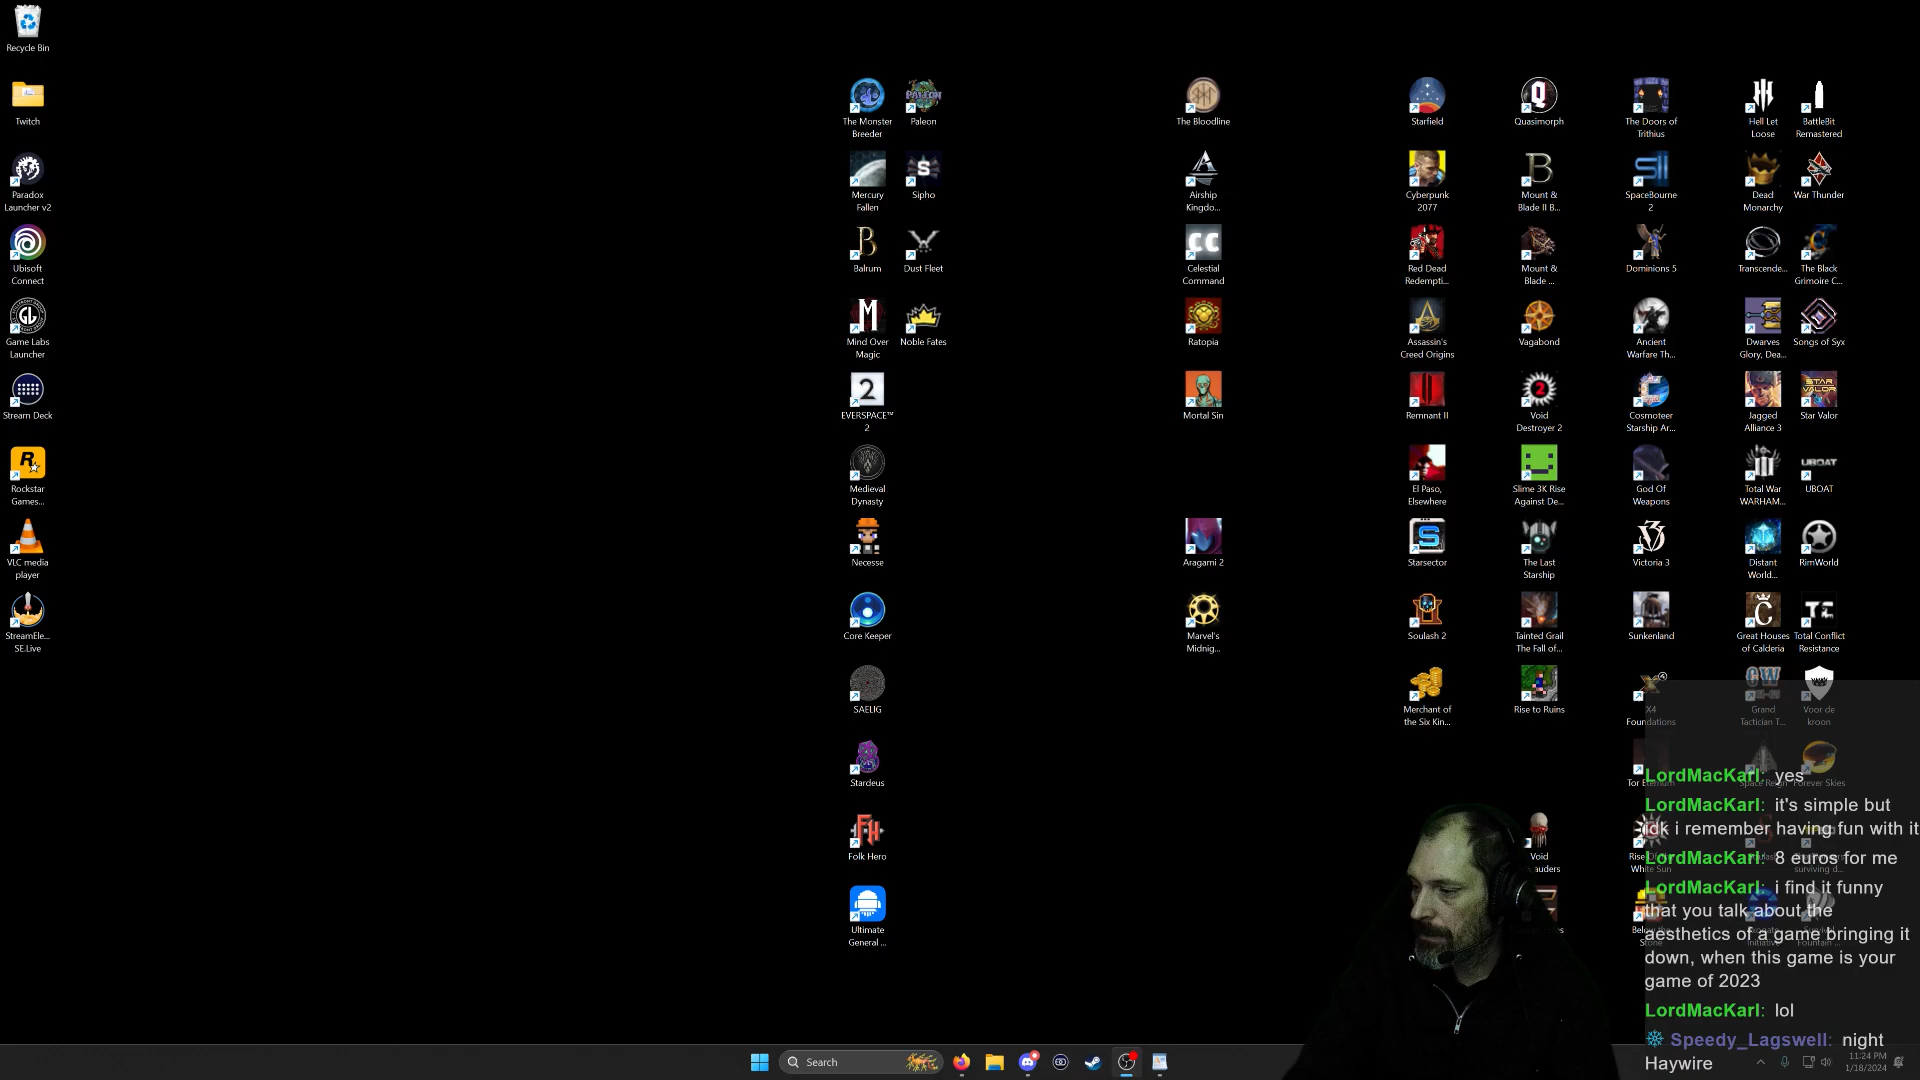 Recycle Bin
Twitch
Paradox
Launcher v2
Ubisoft
Connect
Game Labs
Launcher
Stream Deck
Rockstar
Games...
VLC media
player
StreamEle...
SE.Live
The Monster
Breeder
Paleon
Mercury
Fallen
Sipho
Balrum
Dust Fleet
Mind Over
Magic
Noble Fates
EVERSPACE™
2
Medieval
Dynasty
Necesse
Core Keeper
SAELIG
Stardeus
Folk Hero
Ultimate
General ...
The Bloodline
Airship
Kingdo...
Celestial
Command
Ratopia
Mortal Sin
Aragami 2
Marvel's
Midnig...
Starfield
Cyberpunk
2077
Red Dead
Redempti...
Assassin's
Creed Origins
Remnant II
El Paso,
Elsewhere
Starsector
Soulash 2
Merchant of
the Six Kin...
Quasimorph
Mount &
Blade II B...
Mount &
Blade ...
Vagabond
Void
Destroyer 2
Slime 3K Rise
Against De...
The Last
Starship
Tainted Grail
The Fall of...
Rise to Ruins
Void
The Doors of
Trithius
SpaceBourne
2
Dominions 5
Ancient
Warfare Th...
Cosmoteer
Starship Ar...
God Of
Weapons
Victoria 3
Sunkenland
X4
Foundations
White Sun
Stone
Hell Let
Loose
Dead
Monarchy
Transcende...
Dwarves
Glory, Dea...
Jagged
Alliance 3
Total War
WARHAM...
Distant
World...
Great Houses
of Calderia
Grand
Tactician T...
BattleBit
Remastered
War Thunder
The Black
Grimoire C...
Songs of Syx
Star Valor
UBOAT
RimWorld
Total Conflict
Resistance
Voor de
kroon
Forever Skies
LordMacKarl: yes
LordMacKarl: it's simple but
idk i remember having fun with it
LordMacKarl: 8 euros for me
LordMacKarl: i find it funny
that you talk about the
aesthetics of a game bringing it
down, when this game is your
game of 2023
LordMacKarl: lol
Speedy_Lagswell: night
Haywire
Search
11:24 PM
1/18/2024